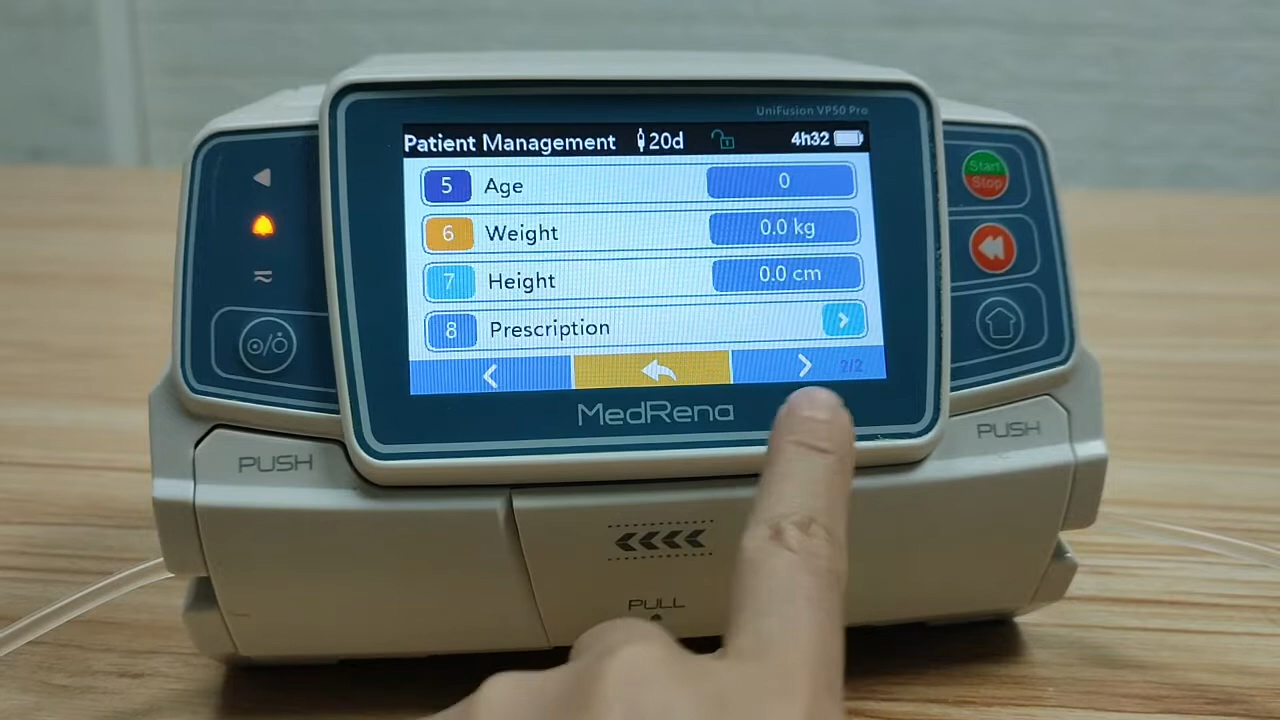 UniFusion VP50 Pro
Patient Management 20d 4h32
5 Age 0
6 Weight 0.0 kg
7 Height 0.0 cm
8 Prescription
2/2
MedRena
Start
Stop
PUSH
PUSH
PULL